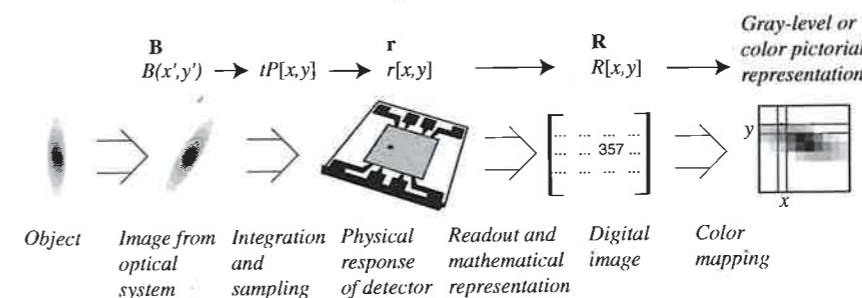 Gray-level or
color pictorial
representation
B
r
R
B(x',y')
tP[x,y]
r[x,y]
R[x,y]
... ... ... ...
... ... 357 ...
... ... ... ...
y
x
Object
Image from
optical
system
Integration
and
sampling
Physical
response
of detector
Readout and
mathematical
representation
Digital
image
Color
mapping